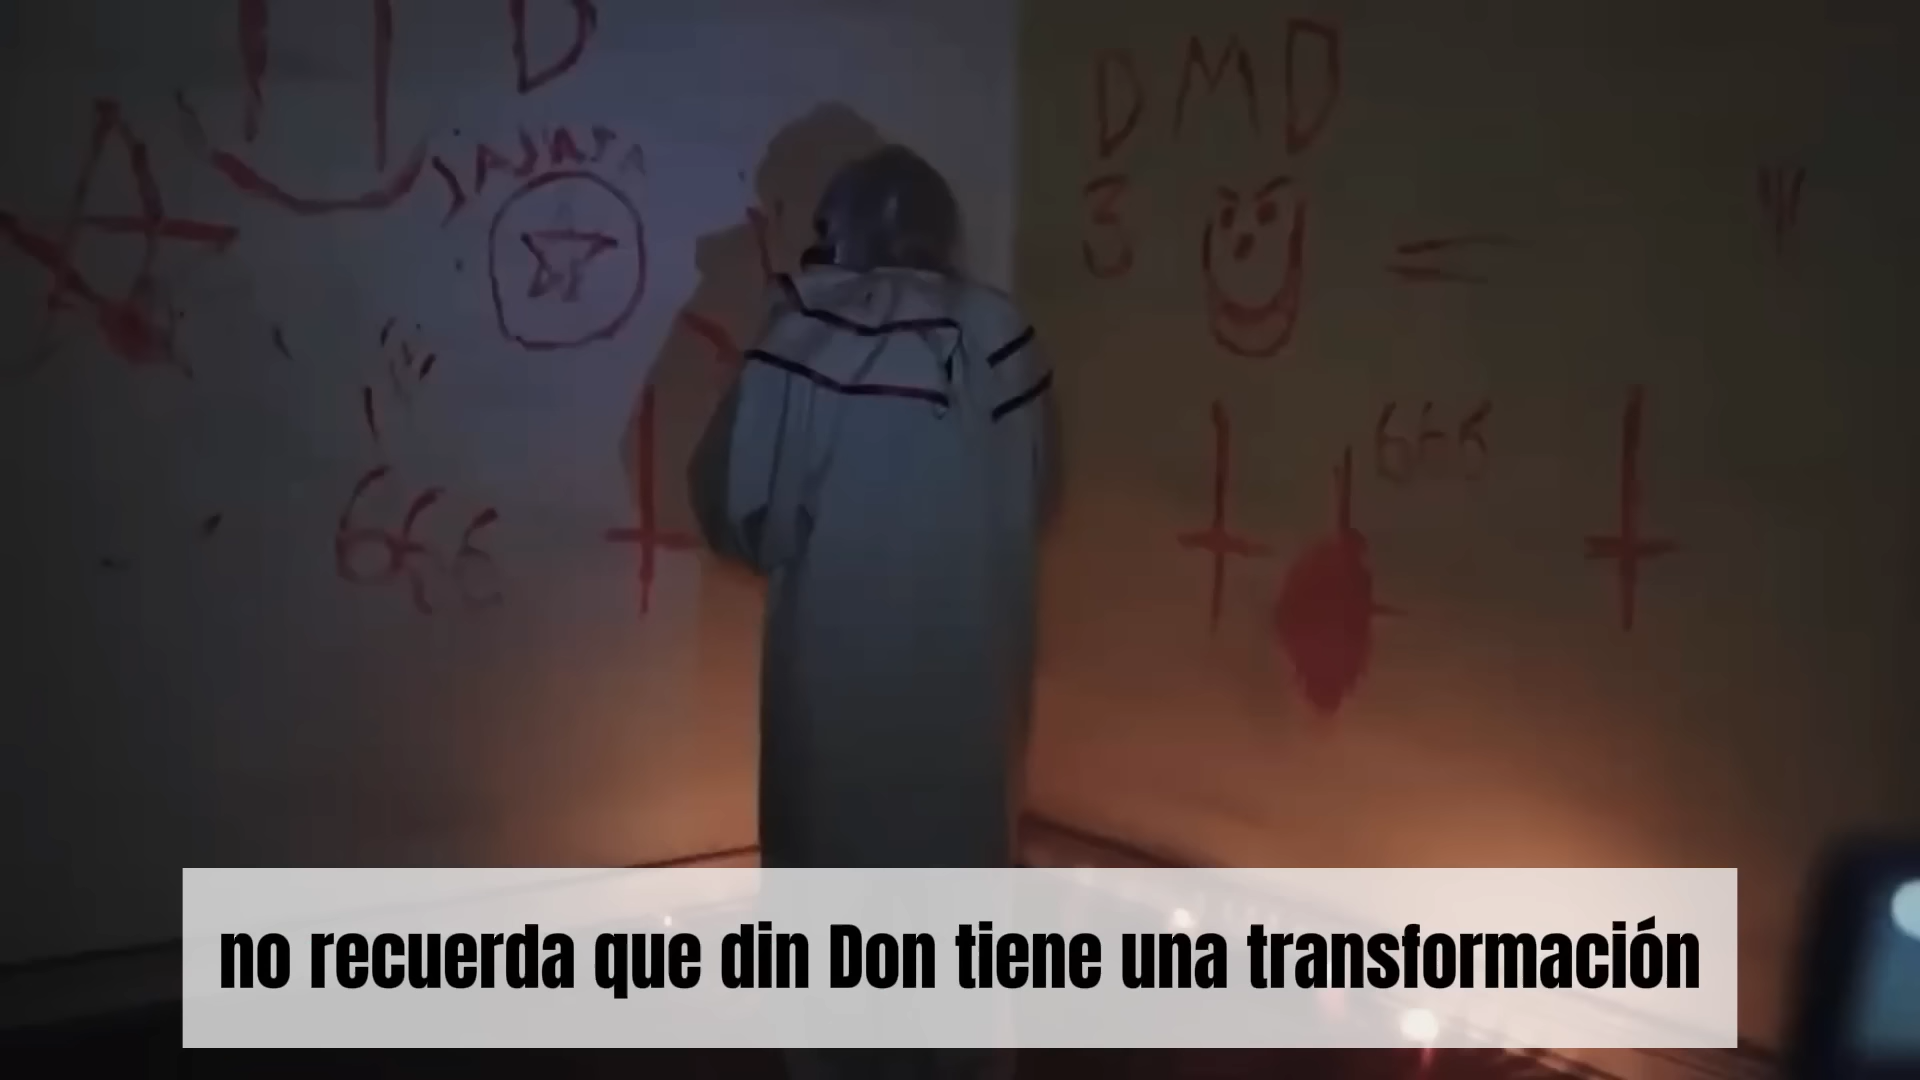 D
DMD
JAJAJA
3
666
666
no recuerda que din Don tiene una transformación